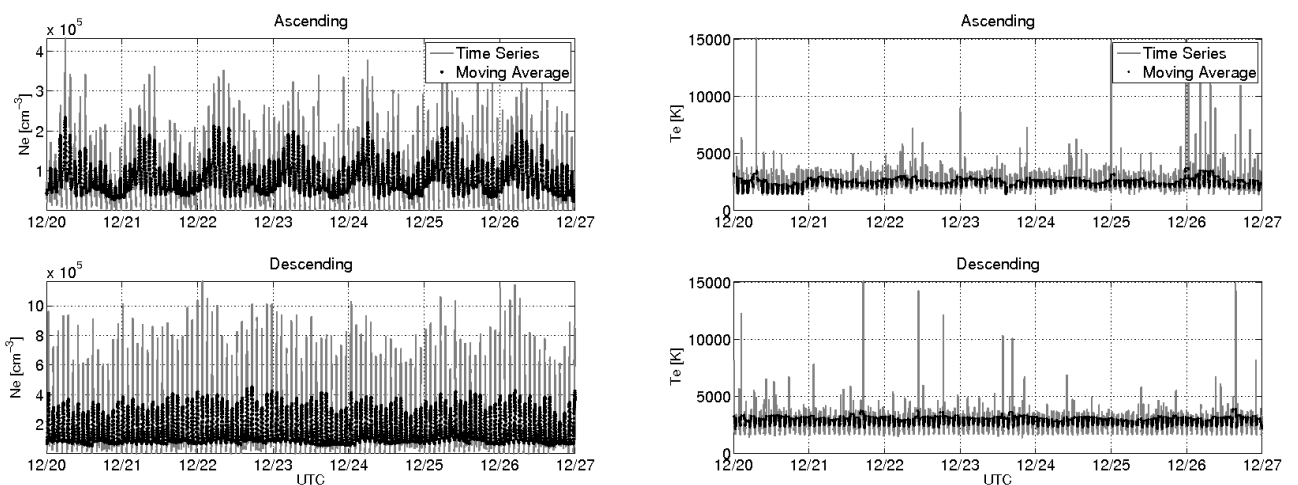 Ascending
x 10⁵
Time Series
Moving Average
4
3
2
1
Ne [cm⁻³]
12/20 12/21 12/22 12/23 12/24 12/25 12/26 12/27
Ascending
Time Series
Moving Average
15000
10000
5000
0
Te [K]
12/20 12/21 12/22 12/23 12/24 12/25 12/26 12/27
Descending
x 10⁵
10
8
6
4
2
Ne [cm⁻³]
12/20 12/21 12/22 12/23 12/24 12/25 12/26 12/27
UTC
Descending
15000
10000
5000
0
Te [K]
12/20 12/21 12/22 12/23 12/24 12/25 12/26 12/27
UTC